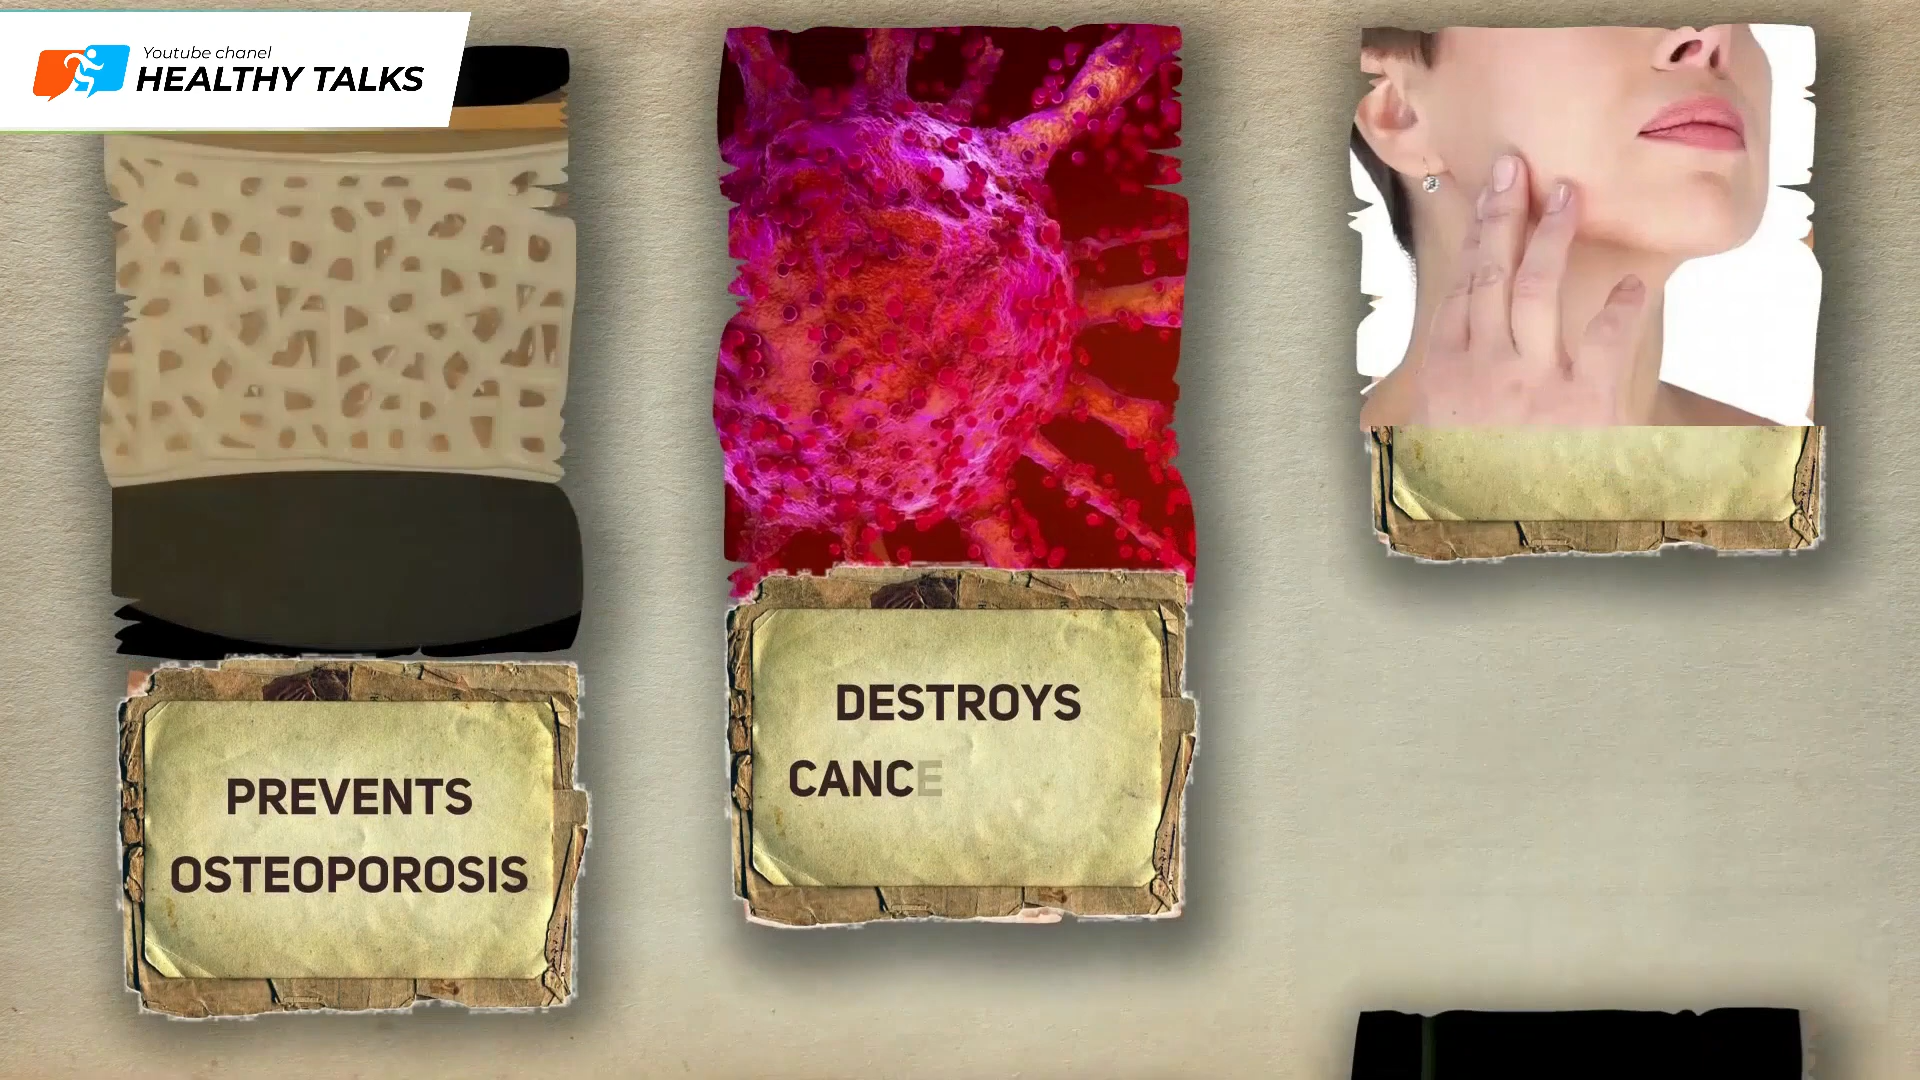 Youtube chanel
HEALTHY TALKS
PREVENTS
OSTEOPOROSIS
DESTROYS
CANCE